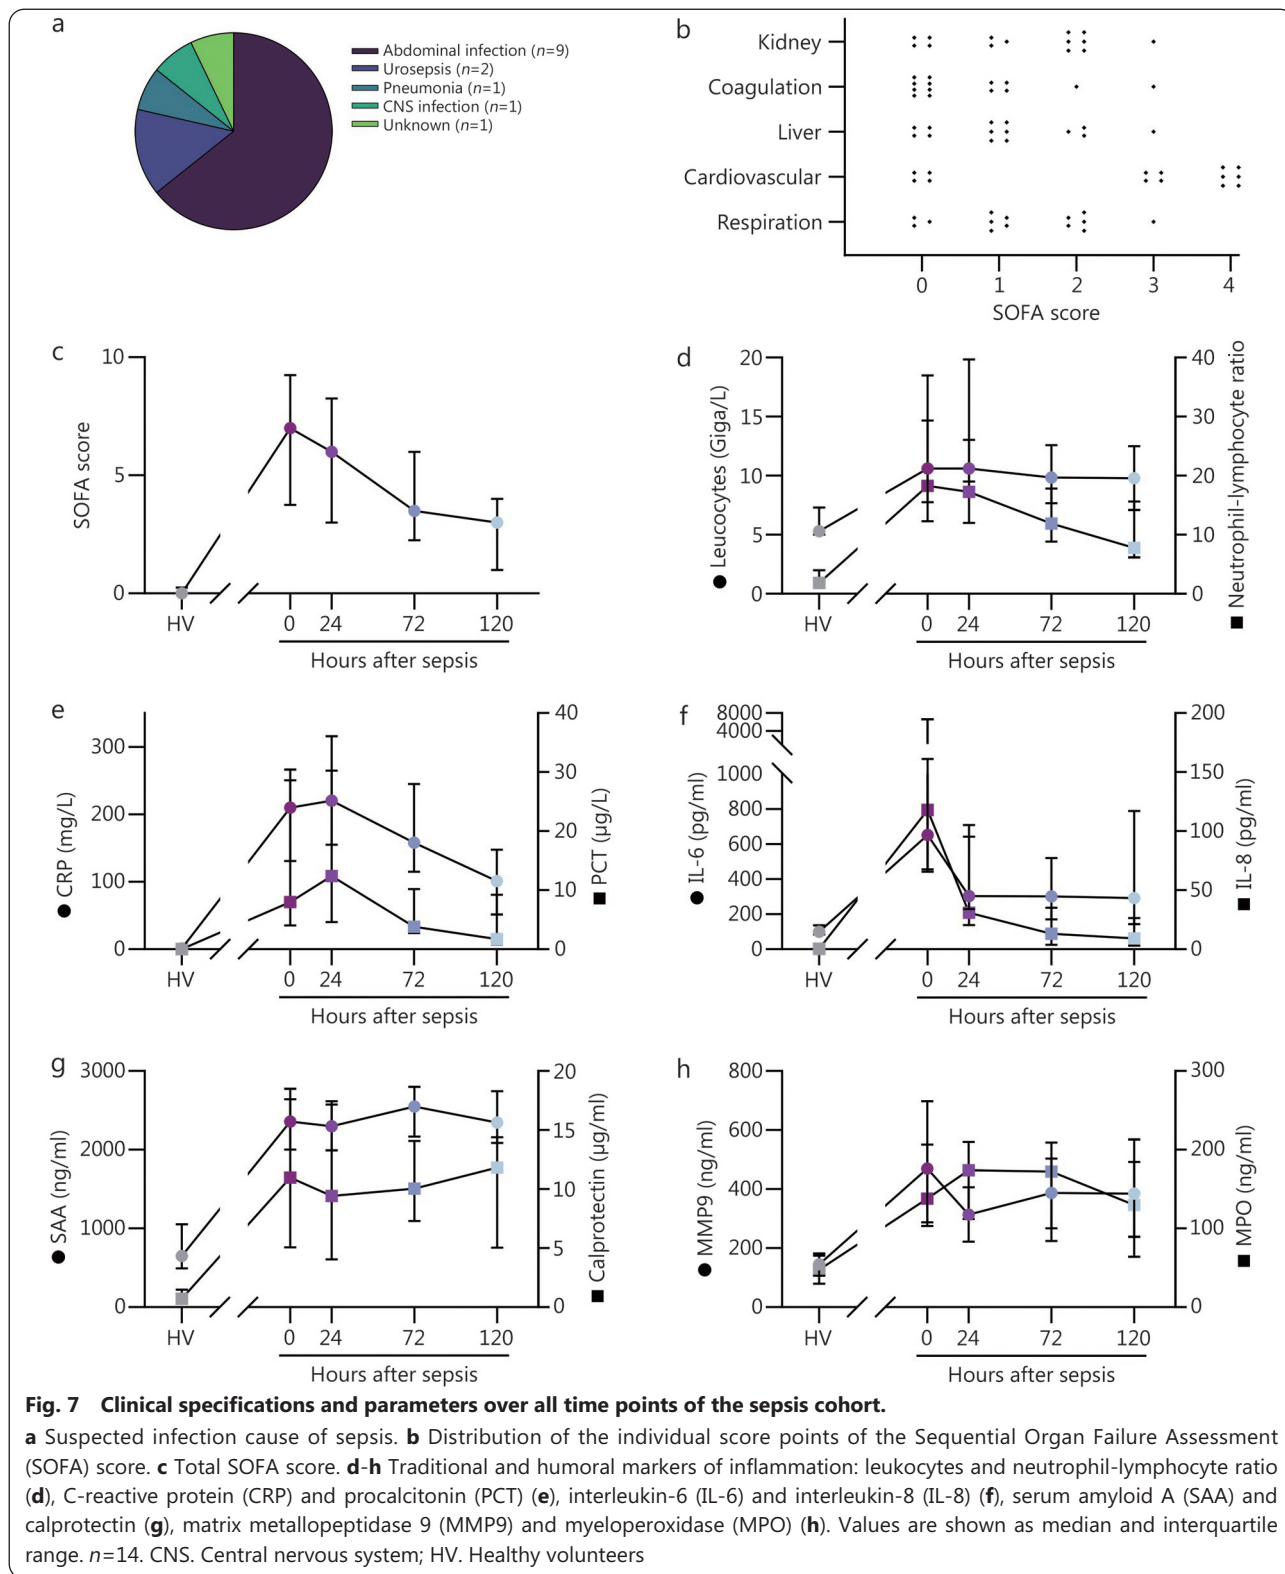 a
Abdominal infection (n=9)
Urosepsis (n=2)
Pneumonia (n=1)
CNS infection (n=1)
Unknown (n=1)
b
Kidney
Coagulation
Liver
Cardiovascular
Respiration
0 1 2 3 4
SOFA score
c
SOFA score
10
5
0
HV 0 24 72 120
Hours after sepsis
d
Leucocytes (Giga/L)
20
15
10
5
0
40
30
20
10
0
Neutrophil-lymphocyte ratio
HV 0 24 72 120
Hours after sepsis
e
CRP (mg/L)
300
200
100
0
40
30
20
10
0
PCT (μg/L)
HV 0 24 72 120
Hours after sepsis
f
IL-6 (pg/ml)
8000
4000
1000
800
600
400
200
0
200
150
100
50
0
IL-8 (pg/ml)
HV 0 24 72 120
Hours after sepsis
g
SAA (ng/ml)
3000
2000
1000
0
20
15
10
5
0
Calprotectin (μg/ml)
HV 0 24 72 120
Hours after sepsis
h
MMP9 (ng/ml)
800
600
400
200
0
300
200
100
0
MPO (ng/ml)
HV 0 24 72 120
Hours after sepsis
Fig. 7 Clinical specifications and parameters over all time points of the sepsis cohort.
a Suspected infection cause of sepsis. b Distribution of the individual score points of the Sequential Organ Failure Assessment
(SOFA) score. c Total SOFA score. d-h Traditional and humoral markers of inflammation: leukocytes and neutrophil-lymphocyte ratio
(d), C-reactive protein (CRP) and procalcitonin (PCT) (e), interleukin-6 (IL-6) and interleukin-8 (IL-8) (f), serum amyloid A (SAA) and
calprotectin (g), matrix metallopeptidase 9 (MMP9) and myeloperoxidase (MPO) (h). Values are shown as median and interquartile
range. n=14. CNS. Central nervous system; HV. Healthy volunteers